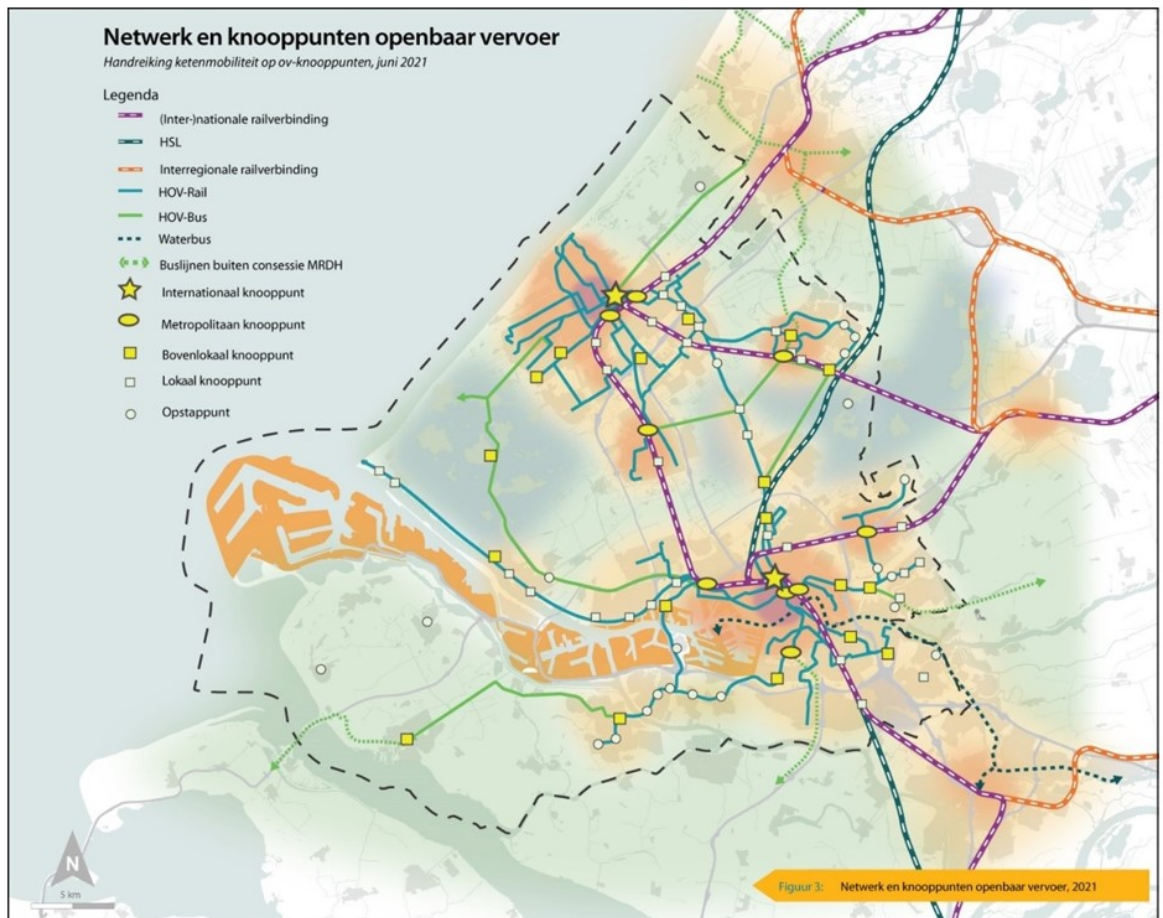 Netwerk en knooppunten openbaar vervoer
Handreiking ketenmobiliteit op ov-knooppunten, juni 2021
Legenda
(Inter-)nationale railverbinding
HSL
Interregionale railverbinding
HOV-Rail
HOV-Bus
Waterbus
Buslijnen buiten consessie MRDH
Internationaal knooppunt
Metropolitaan knooppunt
Bovenlokaal knooppunt
Lokaal knooppunt
Opstappunt
N
5 km
Figuur 3: Netwerk en knooppunten openbaar vervoer, 2021